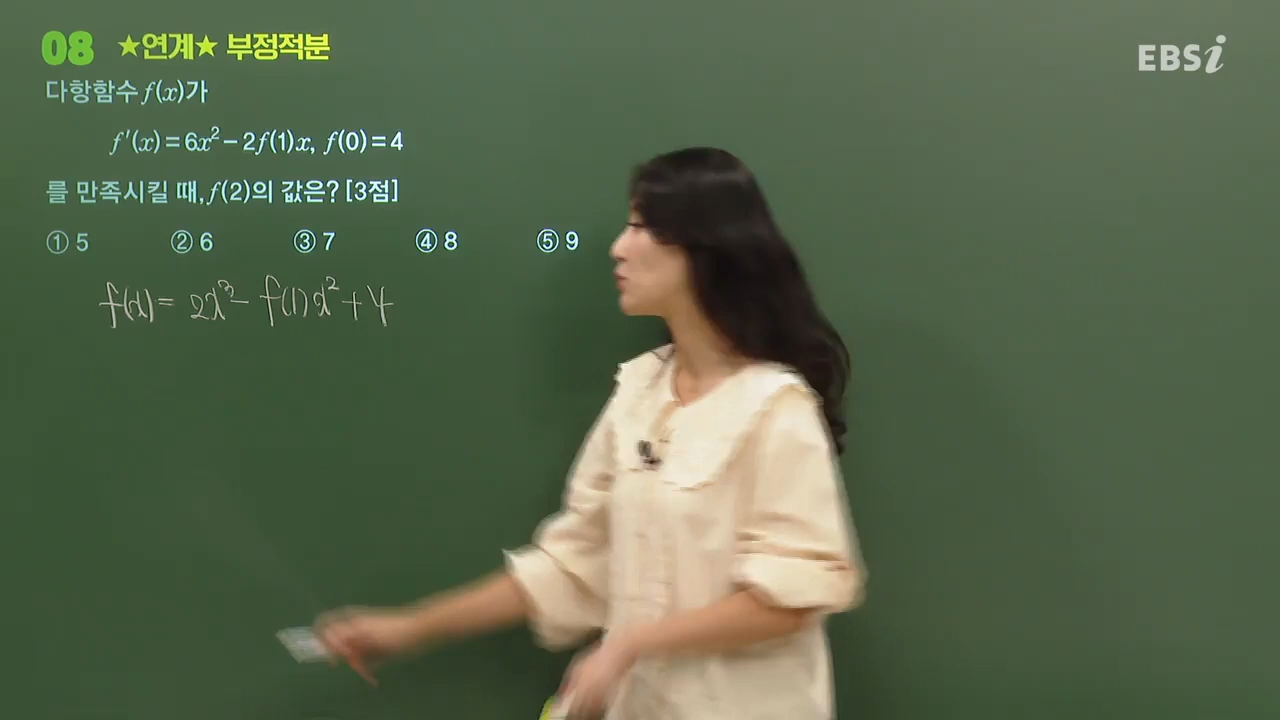 08 ★연계★ 부정적분
EBSi
다항함수 f(x)가
f'(x)=6x²-2f(1)x, f(0)=4
를 만족시킬 때, f(2)의 값은? [3점]
① 5 ② 6 ③ 7 ④ 8 ⑤ 9
f(x)= 2x³- f(1)x²+4